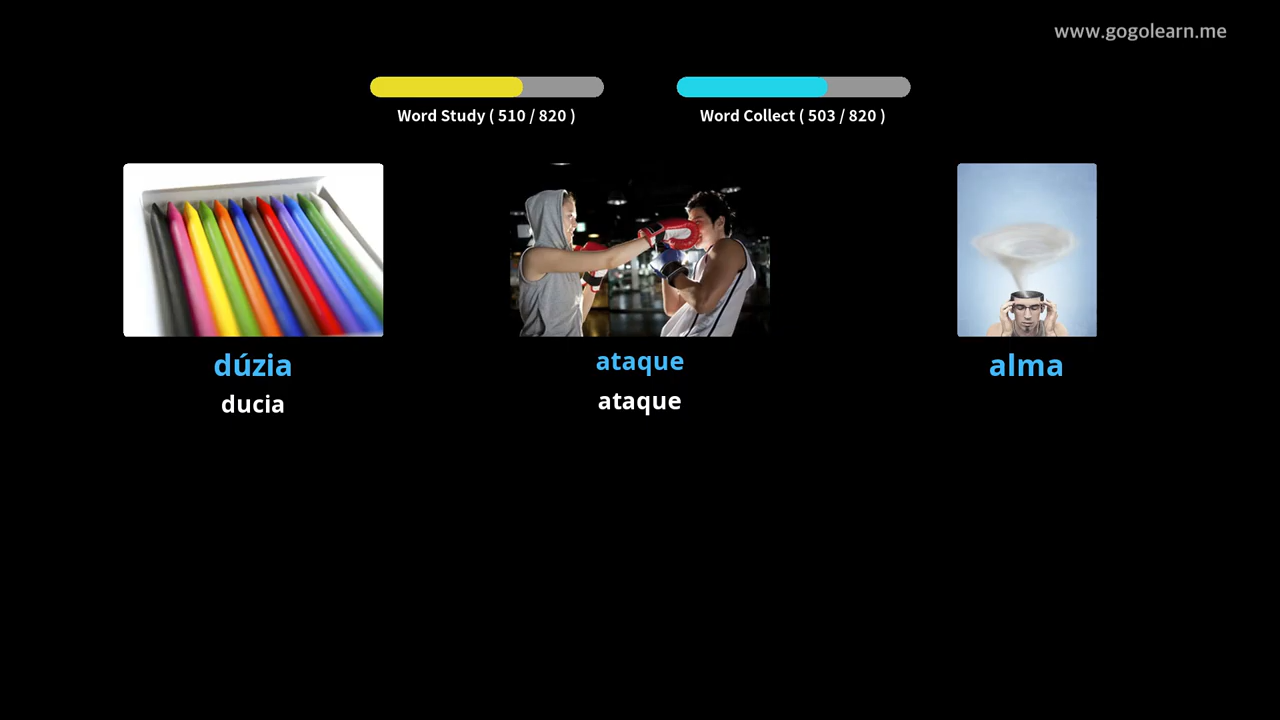 www.gogolearn.me
Word Study ( 510 / 820 )
Word Collect ( 503 / 820 )
dúzia
ataque
alma
ducia
ataque